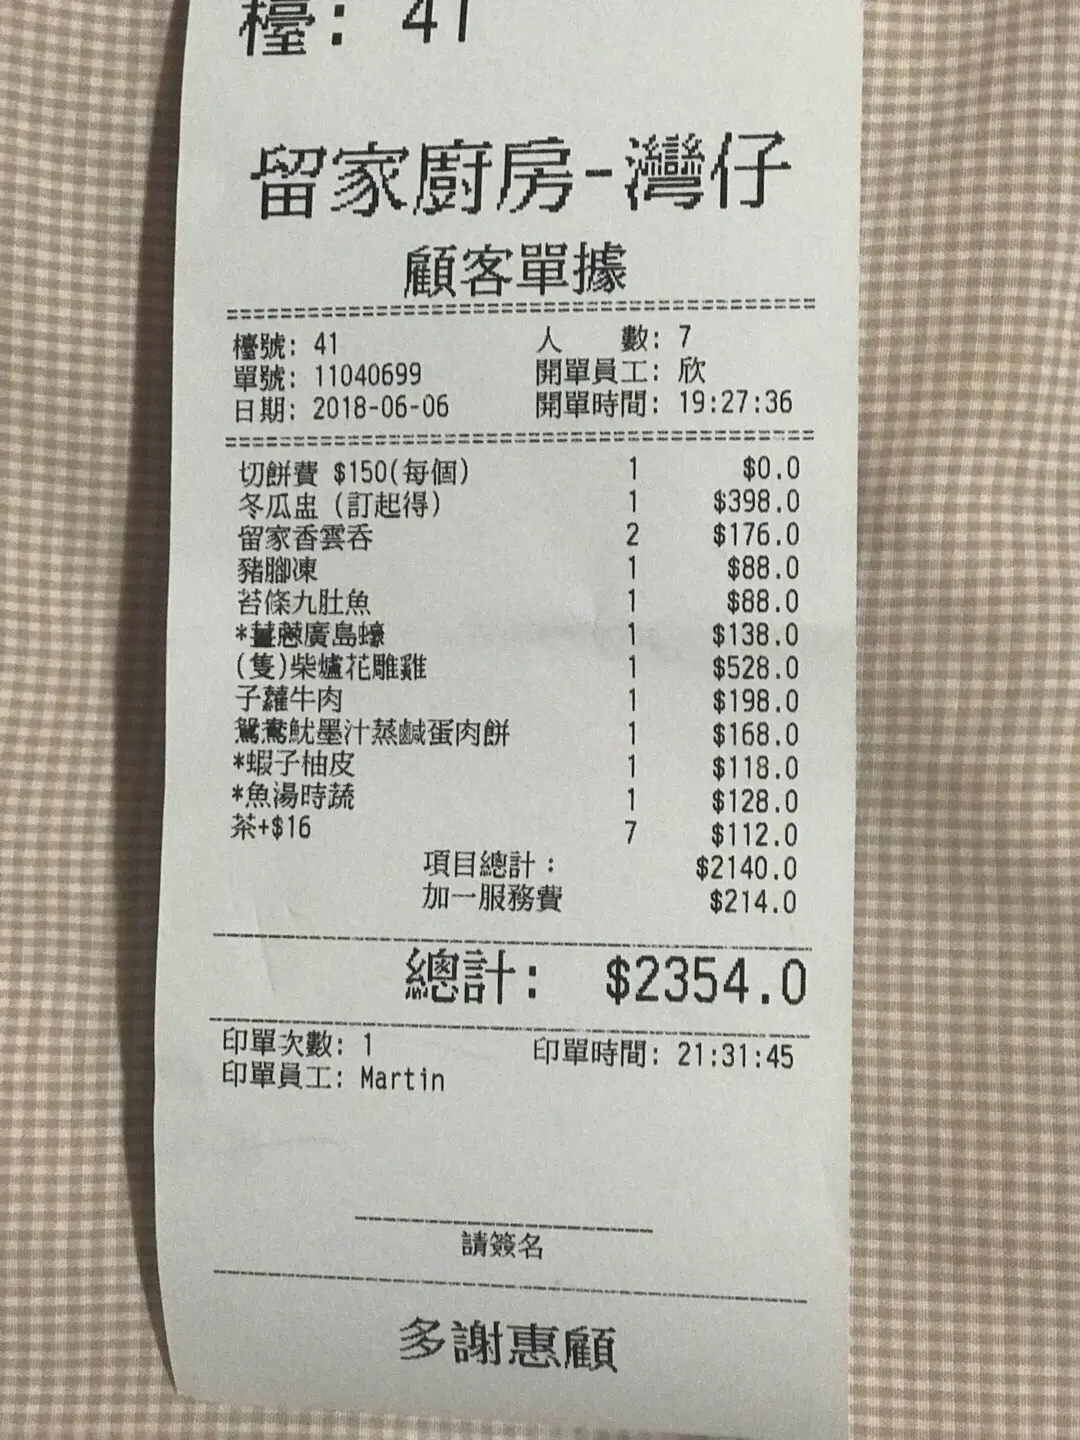 檯: 41
留家廚房-灣仔
顧客單據
檯號: 41 人 數: 7
單號: 11040699 開單員工: 欣
日期: 2018-06-06 開單時間: 19:27:36
切餅費 $150(每個) 1 $0.0
冬瓜盅 (訂起得) 1 $398.0
留家香雲吞 2 $176.0
豬腳凍 1 $88.0
苔條九肚魚 1 $88.0
*薑蔥廣島蠔 1 $138.0
(隻)柴爐花雕雞 1 $528.0
子蘿牛肉 1 $198.0
鴛鴦魷墨汁蒸鹹蛋肉餅 1 $168.0
*蝦子柚皮 1 $118.0
*魚湯時蔬 1 $128.0
茶+$16 7 $112.0
項目總計: $2140.0
加一服務費 $214.0
總計: $2354.0
印單次數: 1 印單時間: 21:31:45
印單員工: Martin
請簽名
多謝惠顧